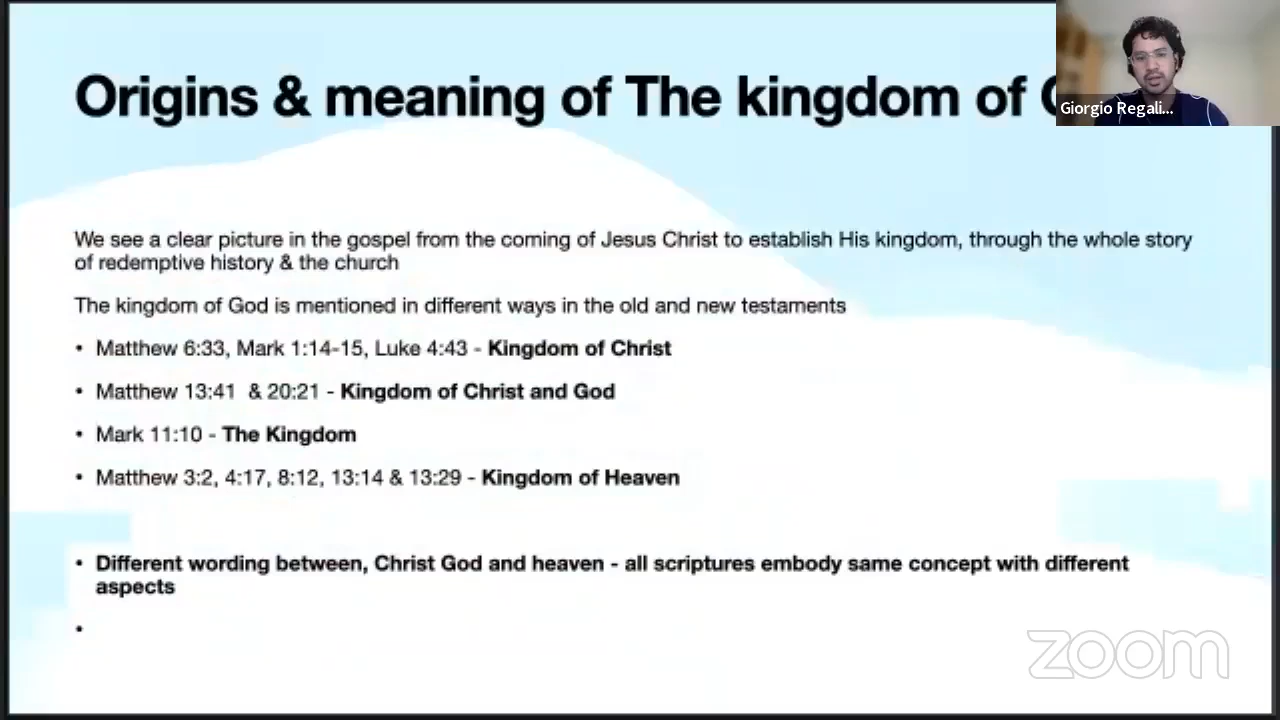 Origins & meaning of The kingdom of
Giorgio Regali...
We see a clear picture in the gospel from the coming of Jesus Christ to establish His kingdom, through the whole story
of redemptive history & the church
The kingdom of God is mentioned in different ways in the old and new testaments
• Matthew 6:33, Mark 1:14-15, Luke 4:43 - Kingdom of Christ
• Matthew 13:41 & 20:21 - Kingdom of Christ and God
• Mark 11:10 - The Kingdom
• Matthew 3:2, 4:17, 8:12, 13:14 & 13:29 - Kingdom of Heaven
• Different wording between, Christ God and heaven - all scriptures embody same concept with different
aspects
•
zoom